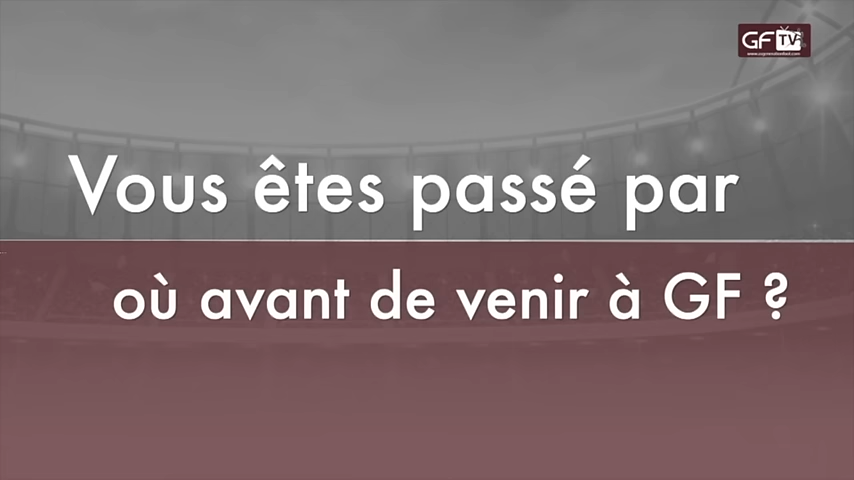 GF TV
Vous êtes passé par
où avant de venir à GF ?